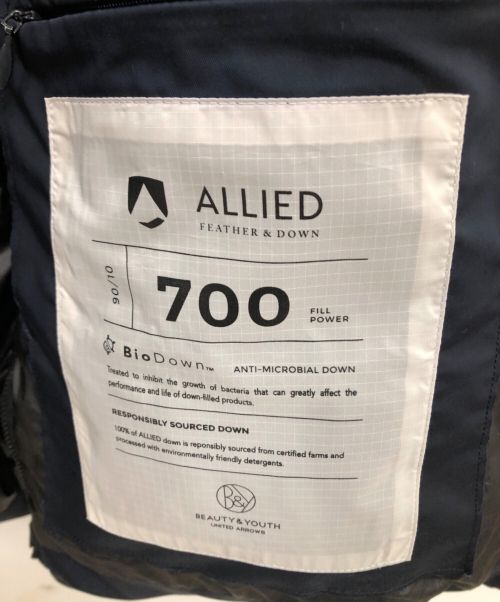 ALLIED
FEATHER & DOWN
90/10
700
FILL
POWER
BioDown™ ANTI-MICROBIAL DOWN
Treated to inhibit the growth of bacteria that can greatly affect the
performance and life of down-filled products.
RESPONSIBLY SOURCED DOWN
100% of ALLIED down is reponsibly sourced from certified farms and
processed with environmentally friendly detergents.
B&Y
BEAUTY & YOUTH
UNITED ARROWS